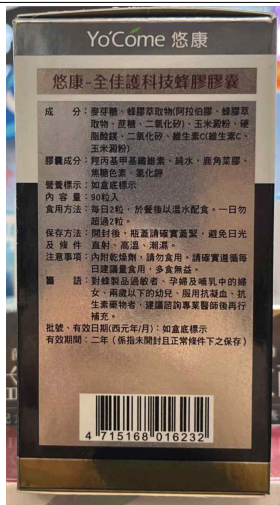 Yo'Come 悠康
悠康-全佳護科技蜂膠膠囊
成分：麥芽糖、蜂膠萃取物(阿拉伯膠、蜂膠萃
取物、蔗糖、二氧化矽)、玉米澱粉、硬
脂酸鎂、二氧化矽、維生素C(維生素C、
玉米澱粉)
膠囊成分：羥丙基甲基纖維素、純水、鹿角菜膠、
焦糖色素、氯化鉀
營養標示：如盒底標示
內容量：90粒入
食用方法：每日2粒，於餐後以溫水配食。一日勿
超過2粒。
保存方法：開封後，瓶蓋請確實蓋緊，避免日光
及條件 直射、高溫、潮濕。
注意事項：內附乾燥劑，請勿食用。請確實遵循每
日建議量食用，多食無益。
語：對蜂製品過敏者、孕婦及哺乳中的婦
女、兩歲以下的幼兒、服用抗凝血、抗
生素藥物者，建議諮詢專業醫師後再行
補充。
批號、有效日期(西元年/月)：如盒底標示
有效期間：二年（係指未開封且正常條件下之保存）
4 715168 016232